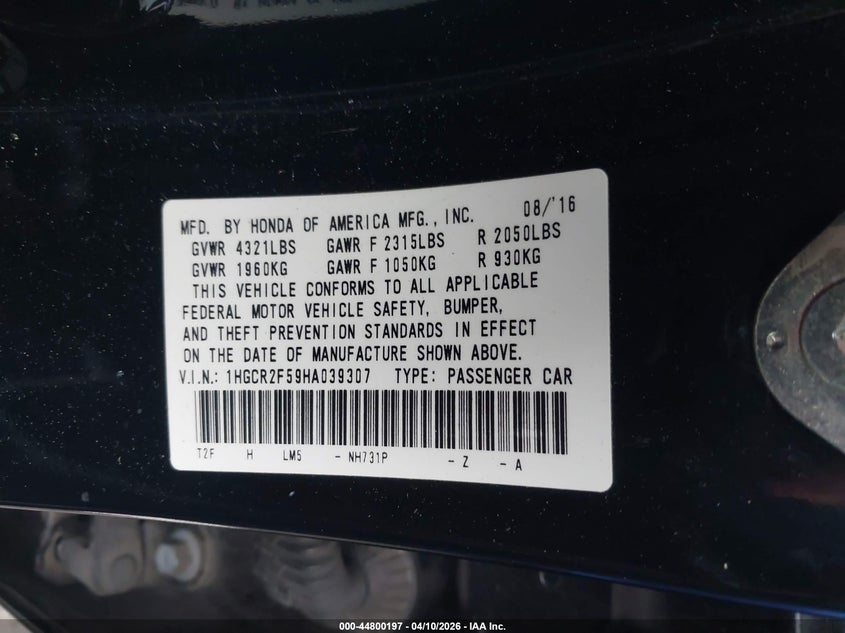 MFD. BY HONDA OF AMERICA MFG., INC. 08/'16
GVWR 4321LBS GAWR F 2315LBS R 2050LBS
GVWR 1960KG GAWR F 1050KG R 930KG
THIS VEHICLE CONFORMS TO ALL APPLICABLE
FEDERAL MOTOR VEHICLE SAFETY, BUMPER,
AND THEFT PREVENTION STANDARDS IN EFFECT
ON THE DATE OF MANUFACTURE SHOWN ABOVE.
V.I.N.: 1HGCR2F59HA039307 TYPE: PASSENGER CAR
T2F H LM5 - NH731P - Z - A
000-44800197 - 04/10/2026 - IAA Inc.